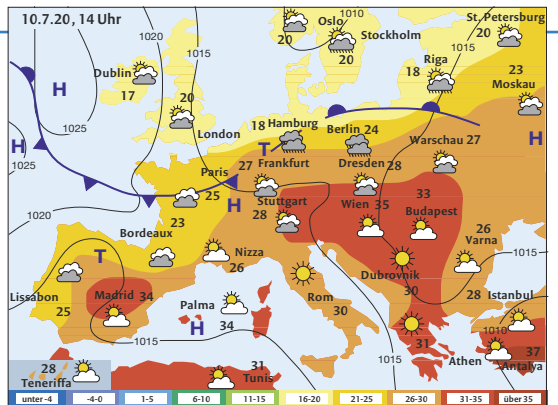 10.7.20, 14 Uhr
1020
1015
Oslo
20
1010
Stockholm
20
St. Petersburg
20
1015
Riga
18
23
Moskau
Dublin
17
H
20
London
1025
H
1025
18 Hamburg
Berlin 24
Warschau 27
H
T
Frankfurt
27
Dresden 28
Paris
25
H
Stuttgart
28
Wien 35
33
Budapest
1020
23
Bordeaux
Nizza
26
26
Varna
1015
T
Dubrovnik
30
28 Istanbul
Lissabon
25
Madrid 34
Palma
34
H
Rom
30
1015
1015
31
Athen
1010
37
Antalya
28
Teneriffa
31
Tunis
unter-4
-4-0
1-5
6-10
11-15
16-20
21-25
26-30
31-35
über 35